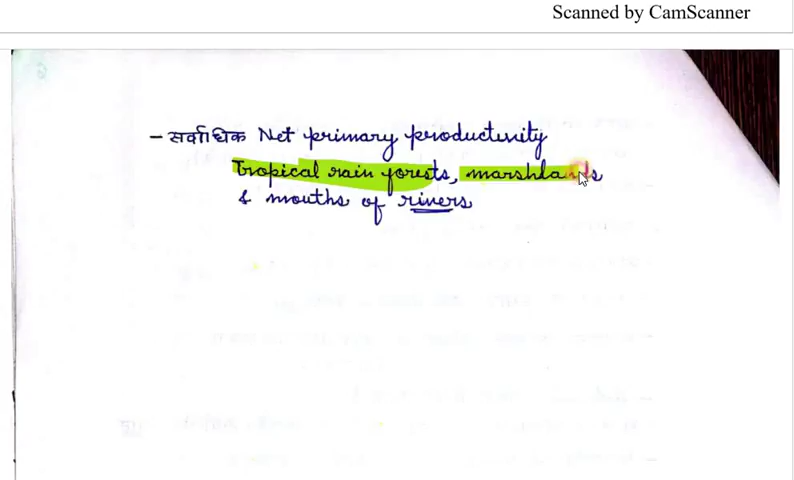 Scanned by CamScanner
- सर्वाधिक Net primary productivity
Tropical rain forests, marshlands
& mouths of rivers